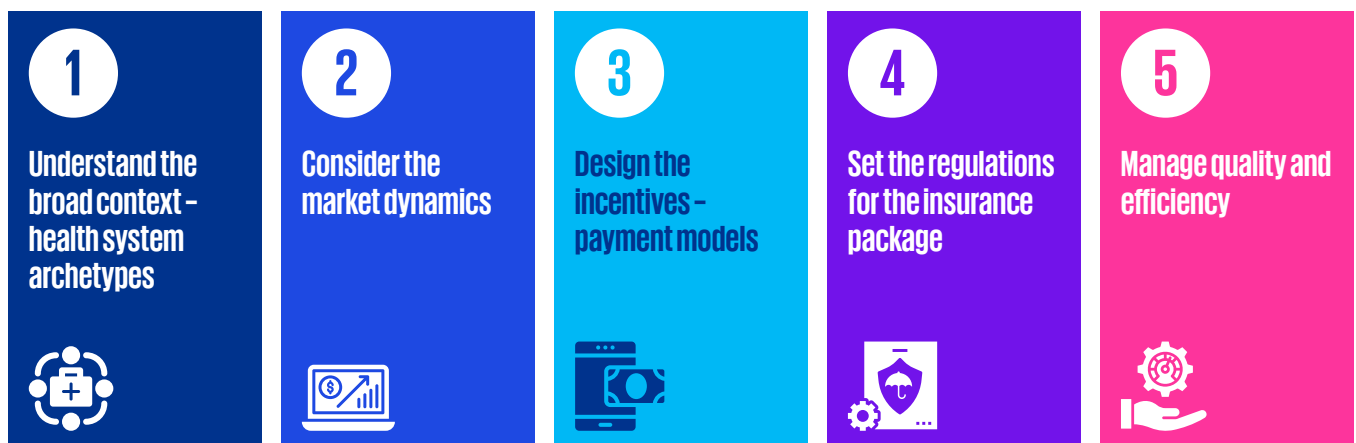 1
Understand the
broad context –
health system
archetypes
2
Consider the
market dynamics
3
Design the
incentives –
payment models
4
Set the regulations
for the insurance
package
5
Manage quality and
efficiency